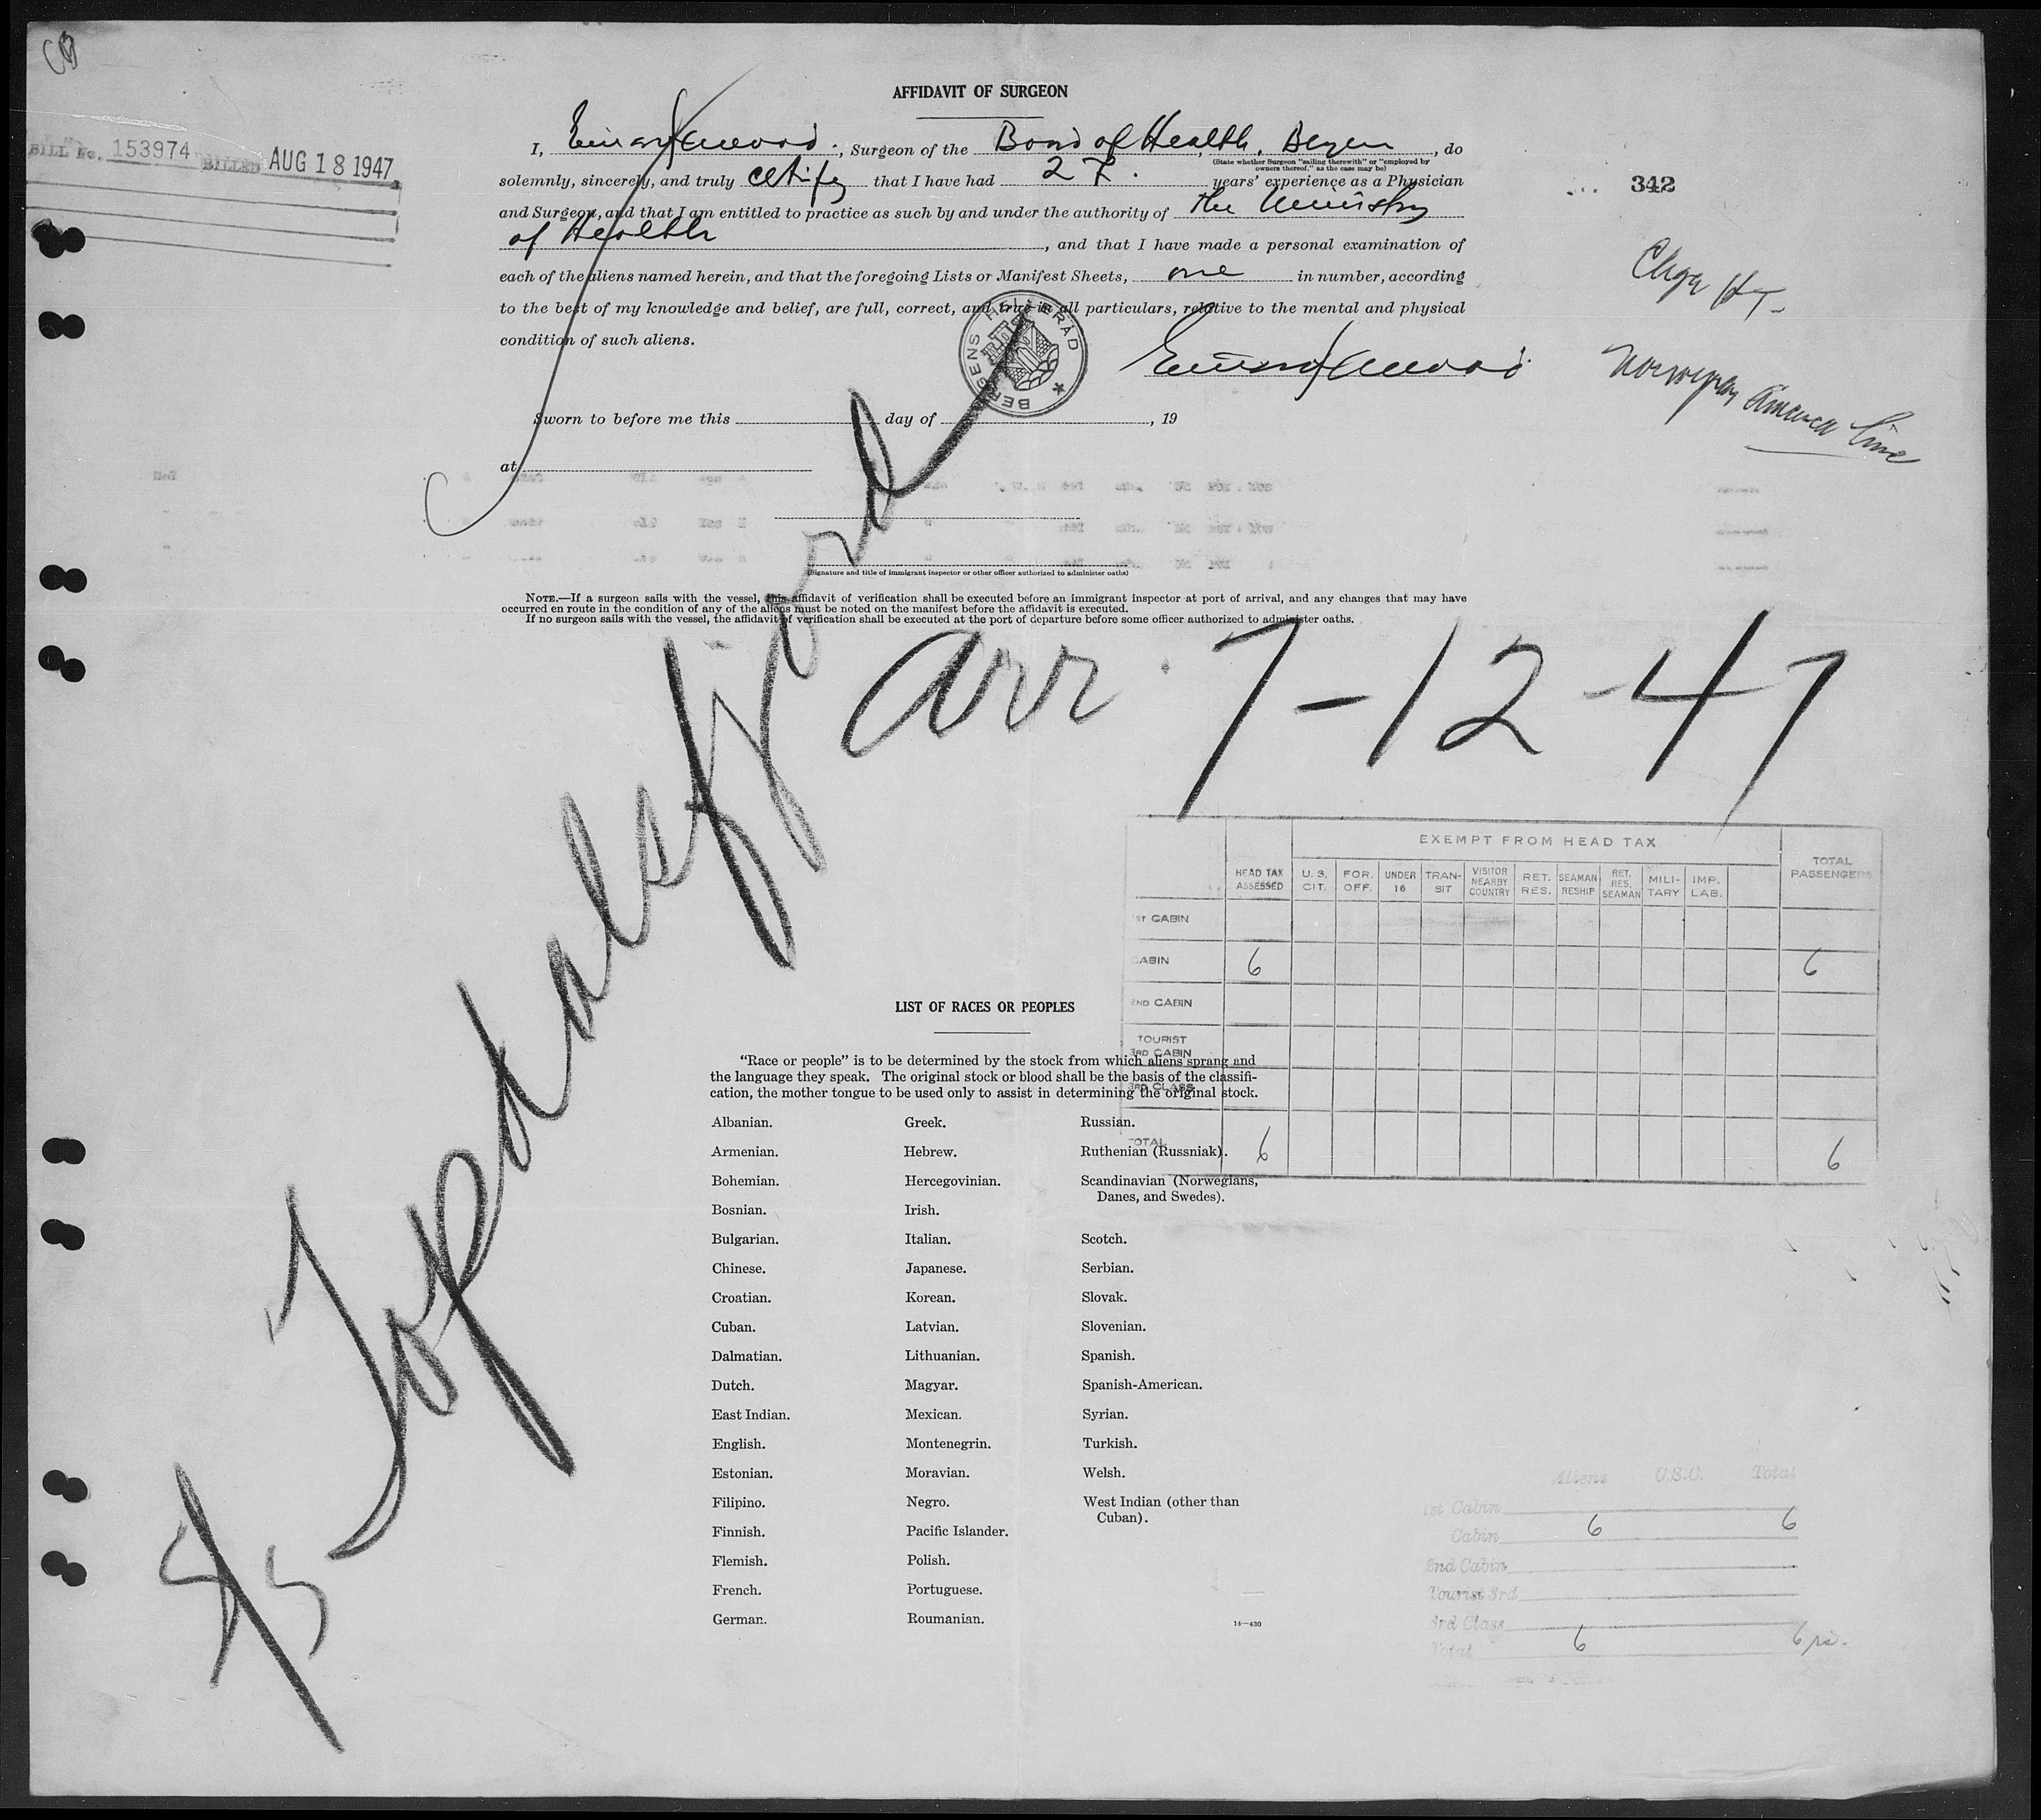 AFFIDAVIT OF SURGEON
I, , Surgeon of the Board of Health, Bergen, do
(State whether Surgeon "sailing therewith" or "employed by
owners thereof," as the case may be)
solemnly, sincerely, and truly certify that I have had 27. years' experience as a Physician
and Surgeon, and that I am entitled to practice as such by and under the authority of the Ministry
of Health, and that I have made a personal examination of
each of the aliens named herein, and that the foregoing Lists or Manifest Sheets, one in number, according
to the best of my knowledge and belief, are full, correct, and true in all particulars, relative to the mental and physical
condition of such aliens.
BERGENS HELSERÅD
Sworn to before me this day of , 19
at
(Signature and title of immigrant inspector or other officer authorized to administer oaths)
NOTE.—If a surgeon sails with the vessel, this affidavit of verification shall be executed before an immigrant inspector at port of arrival, and any changes that may have
occurred en route in the condition of any of the aliens must be noted on the manifest before the affidavit is executed.
If no surgeon sails with the vessel, the affidavit of verification shall be executed at the port of departure before some officer authorized to administer oaths.
BILL No. 153974 BILLED AUG 18 1947
342
Chge HT-
Norwegian America Line
S/S Topdalsfjord
arr. 7-12-47
EXEMPT FROM HEAD TAX
HEAD TAX ASSESSED U.S. CIT. FOR. OFF. UNDER 16 TRAN-SIT VISITOR NEARBY COUNTRY RET. RES. SEAMAN RESHIP RET. RES. SEAMAN MILI-TARY IMP. LAB. TOTAL PASSENGERS
1ST CABIN
CABIN 6 6
2ND CABIN
TOURIST
3RD CABIN
3RD CLASS
TOTAL 6 6
LIST OF RACES OR PEOPLES
"Race or people" is to be determined by the stock from which aliens sprang and
the language they speak. The original stock or blood shall be the basis of the classifi-
cation, the mother tongue to be used only to assist in determining the original stock.
Albanian.
Armenian.
Bohemian.
Bosnian.
Bulgarian.
Chinese.
Croatian.
Cuban.
Dalmatian.
Dutch.
East Indian.
English.
Estonian.
Filipino.
Finnish.
Flemish.
French.
German.
Greek.
Hebrew.
Hercegovinian.
Irish.
Italian.
Japanese.
Korean.
Latvian.
Lithuanian.
Magyar.
Mexican.
Montenegrin.
Moravian.
Negro.
Pacific Islander.
Polish.
Portuguese.
Roumanian.
Russian.
Ruthenian (Russniak).
Scandinavian (Norwegians,
Danes, and Swedes).
Scotch.
Serbian.
Slovak.
Slovenian.
Spanish.
Spanish-American.
Syrian.
Turkish.
Welsh.
West Indian (other than
Cuban).
14—430
Aliens U.S.C. Total
1st Cabin
Cabin 6 6
2nd Cabin
Tourist 3rd
3rd Class
Total 6 6